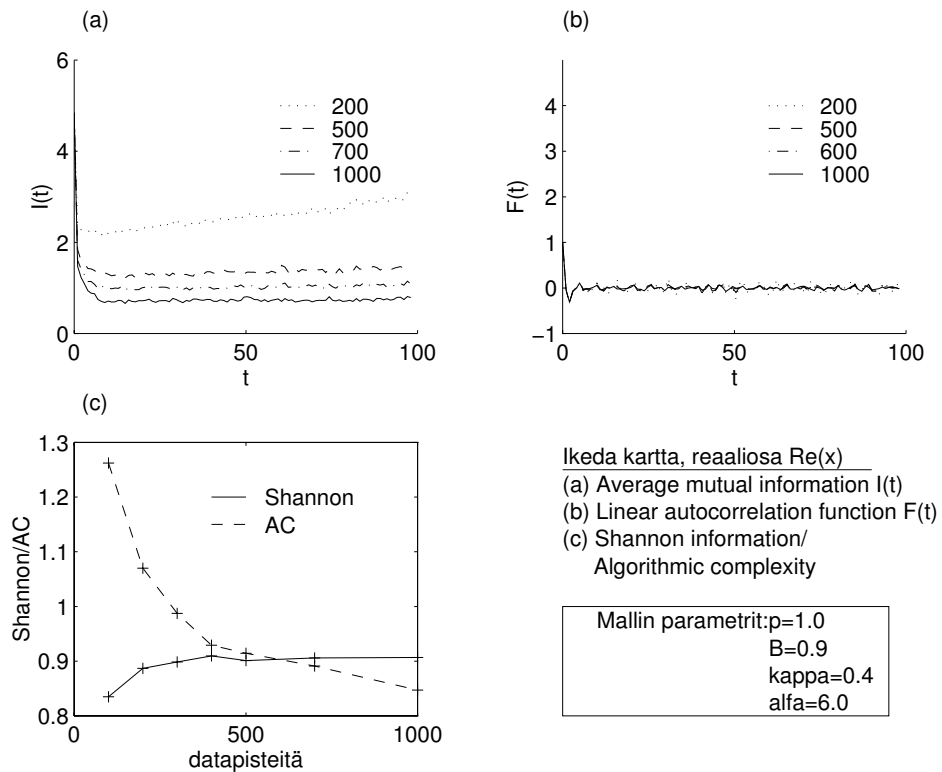 (a)
6
4
2
0
I(t)
200
500
700
1000
0
50
100
t
(b)
4
3
2
1
0
−1
F(t)
200
500
600
1000
0
50
100
t
(c)
1.3
1.2
1.1
1
0.9
0.8
Shannon/AC
Shannon
AC
0
500
1000
datapisteitä
Ikeda kartta, reaaliosa Re(x)
(a) Average mutual information I(t)
(b) Linear autocorrelation function F(t)
(c) Shannon information/
Algorithmic complexity
Mallin parametrit:p=1.0
B=0.9
kappa=0.4
alfa=6.0